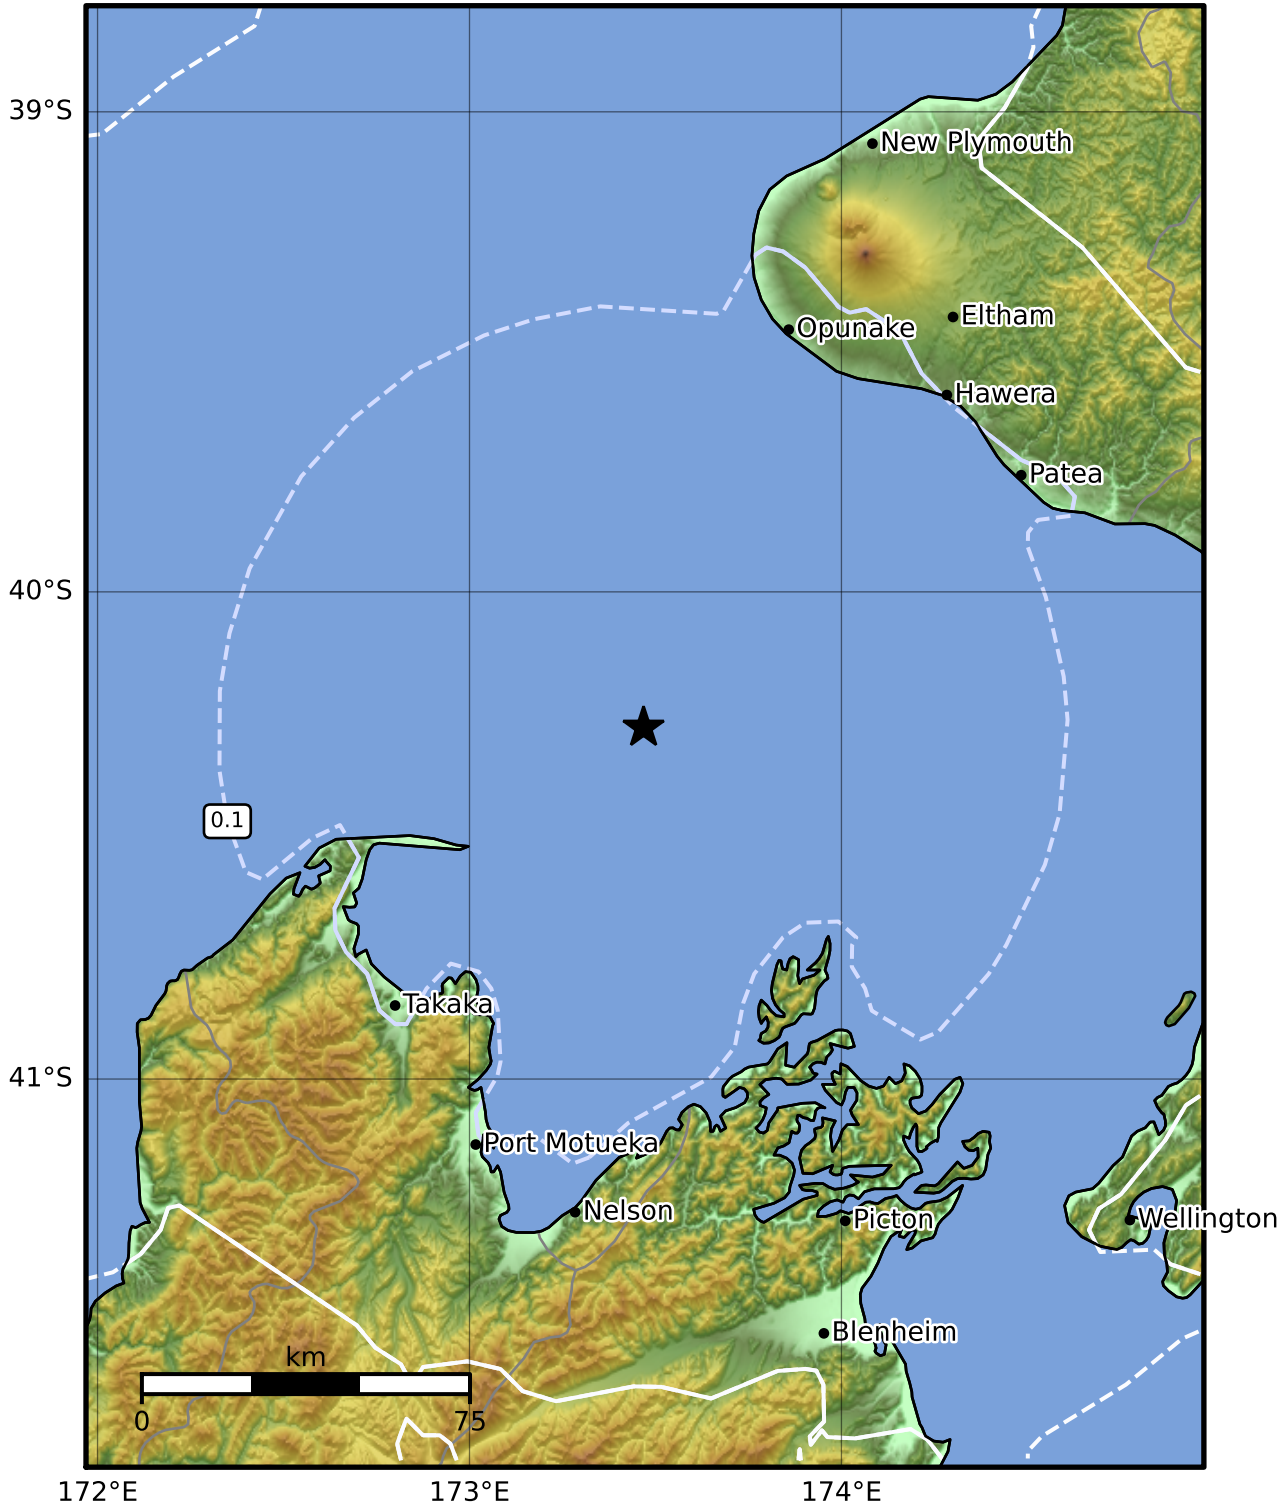 39°S
New Plymouth
Eltham
Opunake
Hawera
Patea
40°S
0.1
Takaka
41°S
Port Motueka
Nelson
Picton
Wellington
Blenheim
km
0 75
172°E 173°E 174°E